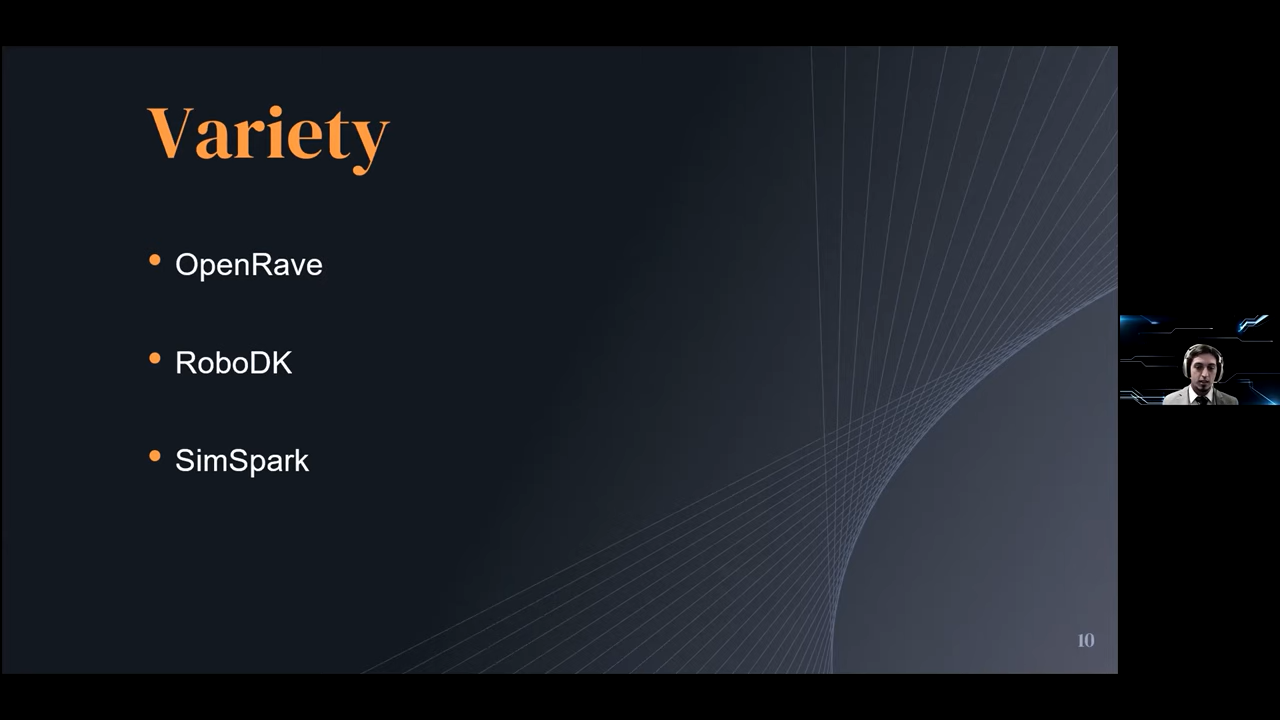 Variety
• OpenRave
• RoboDK
• SimSpark
10